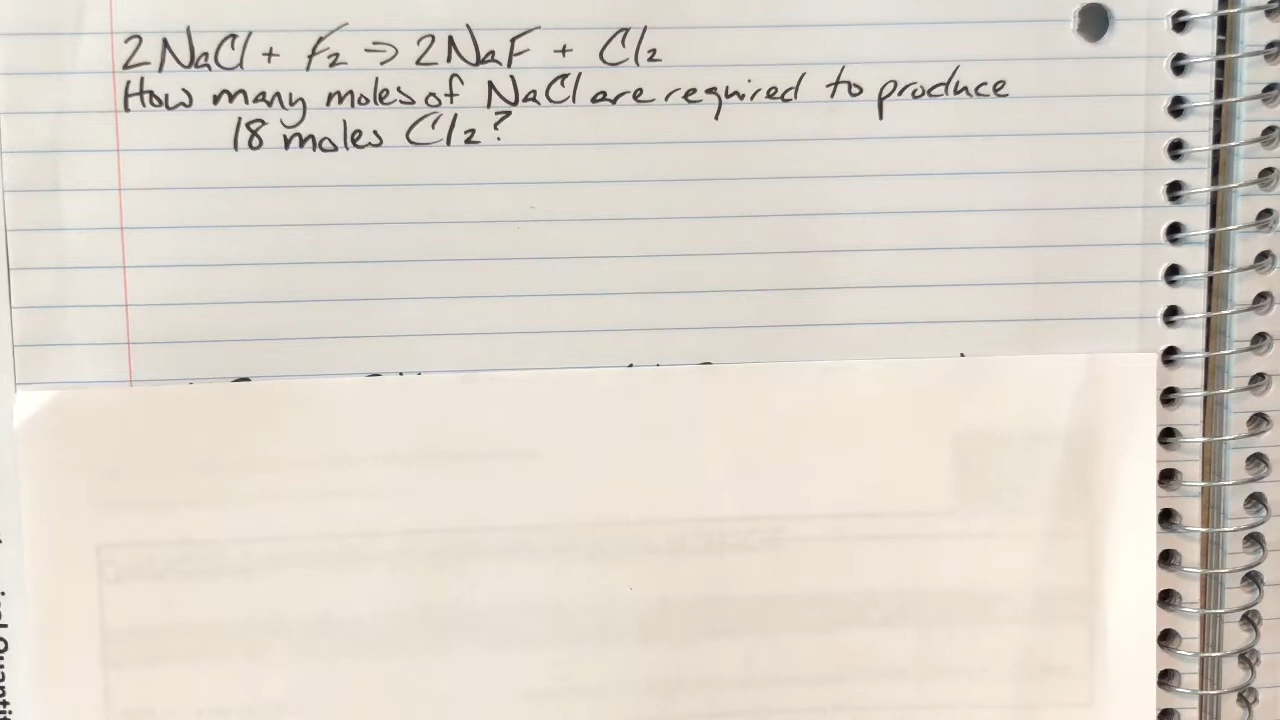 2NaCl + F2 → 2NaF + Cl2
How many moles of NaCl are required to produce
18 moles Cl2?